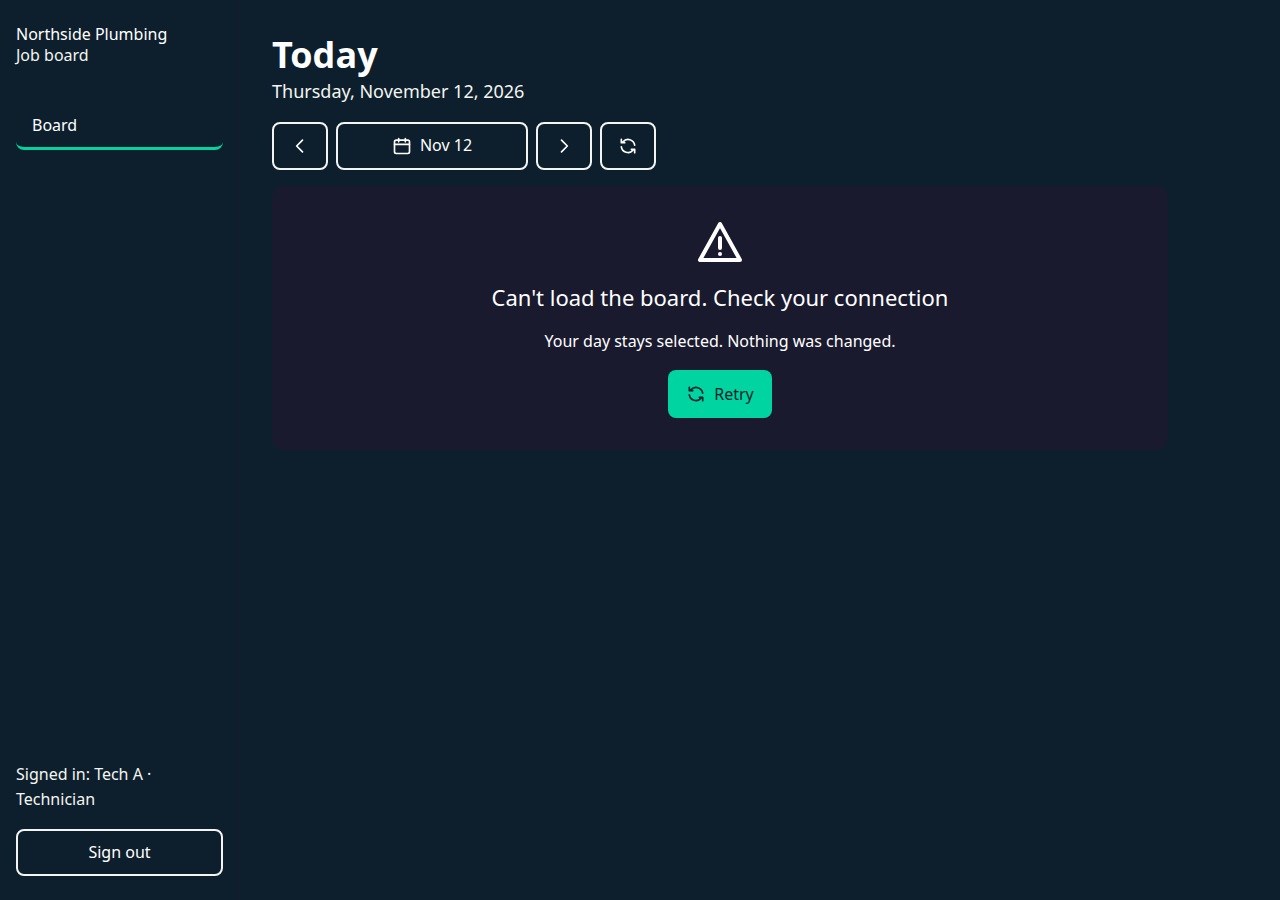 Northside Plumbing
Job board
Board
Signed in: Tech A ·
Technician
Sign out
Today
Thursday, November 12, 2026
Nov 12
Can't load the board. Check your connection
Your day stays selected. Nothing was changed.
Retry